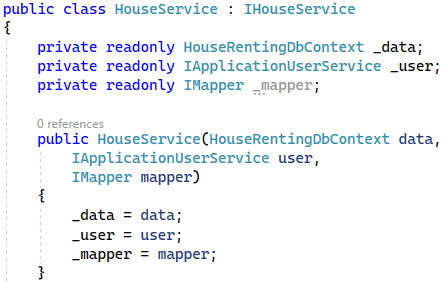 public class HouseService : IHouseService
{
private readonly HouseRentingDbContext _data;
private readonly IApplicationUserService _user;
private readonly IMapper _mapper;
0 references
public HouseService(HouseRentingDbContext data,
IApplicationUserService user,
IMapper mapper)
{
_data = data;
_user = user;
_mapper = mapper;
}